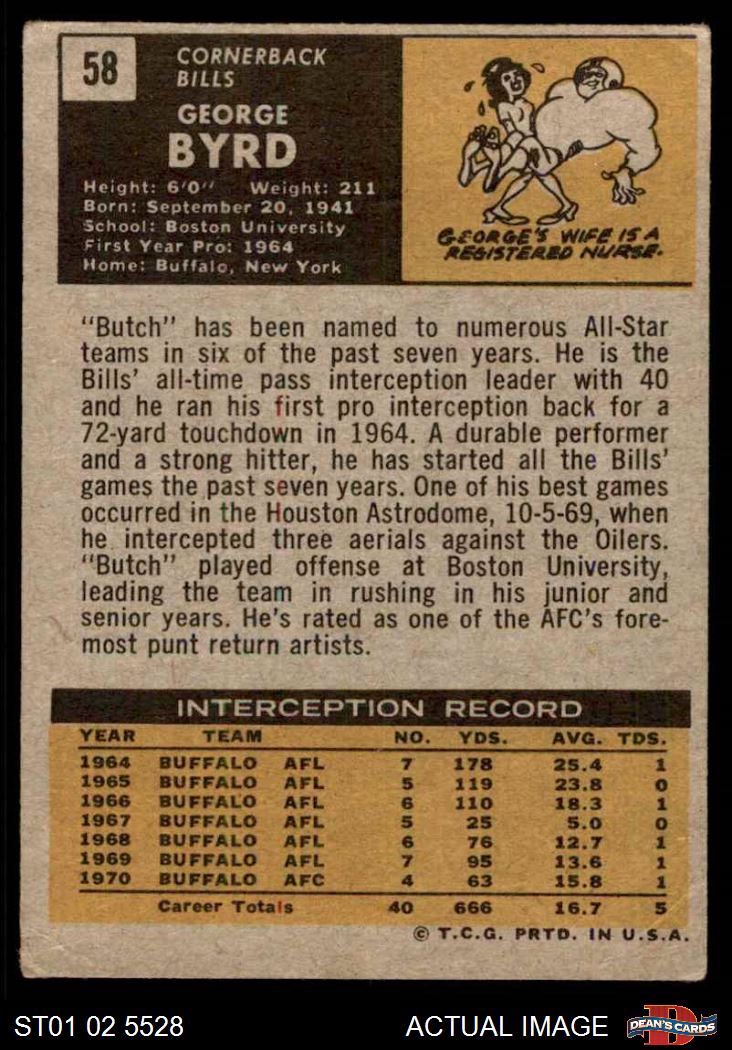 58
CORNERBACK
BILLS
GEORGE
BYRD
Height: 6'0" Weight: 211
Born: September 20, 1941
School: Boston University
First Year Pro: 1964
Home: Buffalo, New York
GEORGE'S WIFE IS A
REGISTERED NURSE.
"Butch" has been named to numerous All-Star
teams in six of the past seven years. He is the
Bills' all-time pass interception leader with 40
and he ran his first pro interception back for a
72-yard touchdown in 1964. A durable performer
and a strong hitter, he has started all the Bills'
games the past seven years. One of his best games
occurred in the Houston Astrodome, 10-5-69, when
he intercepted three aerials against the Oilers.
"Butch" played offense at Boston University,
leading the team in rushing in his junior and
senior years. He's rated as one of the AFC's fore-
most punt return artists.
INTERCEPTION RECORD
YEAR TEAM NO. YDS. AVG. TDS.
1964 BUFFALO AFL 7 178 25.4 1
1965 BUFFALO AFL 5 119 23.8 0
1966 BUFFALO AFL 6 110 18.3 1
1967 BUFFALO AFL 5 25 5.0 0
1968 BUFFALO AFL 6 76 12.7 1
1969 BUFFALO AFL 7 95 13.6 1
1970 BUFFALO AFC 4 63 15.8 1
Career Totals 40 666 16.7 5
© T.C.G. PRTD. IN U.S.A.
ST01 02 5528
ACTUAL IMAGE
D
DEAN'S CARDS